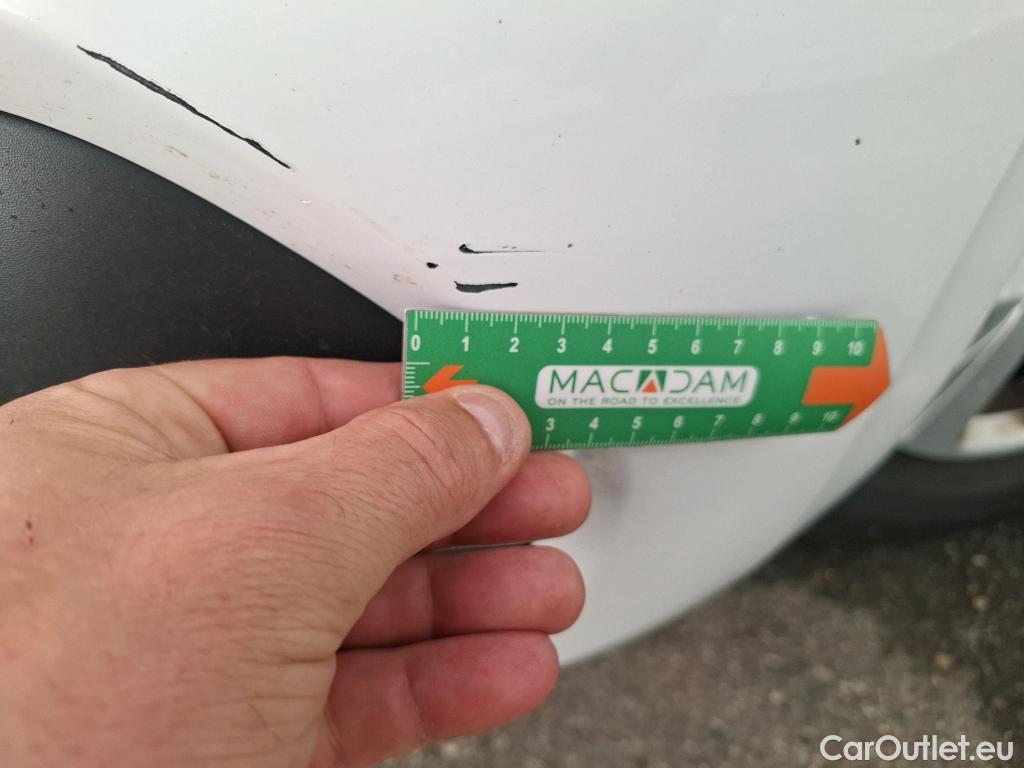 0 1 2 3 4 5 6 7 8 9 10
MACADAM
ON THE ROAD TO EXCELLENCE
3 4 5 6 7 8 9 10
CarOutlet.eu